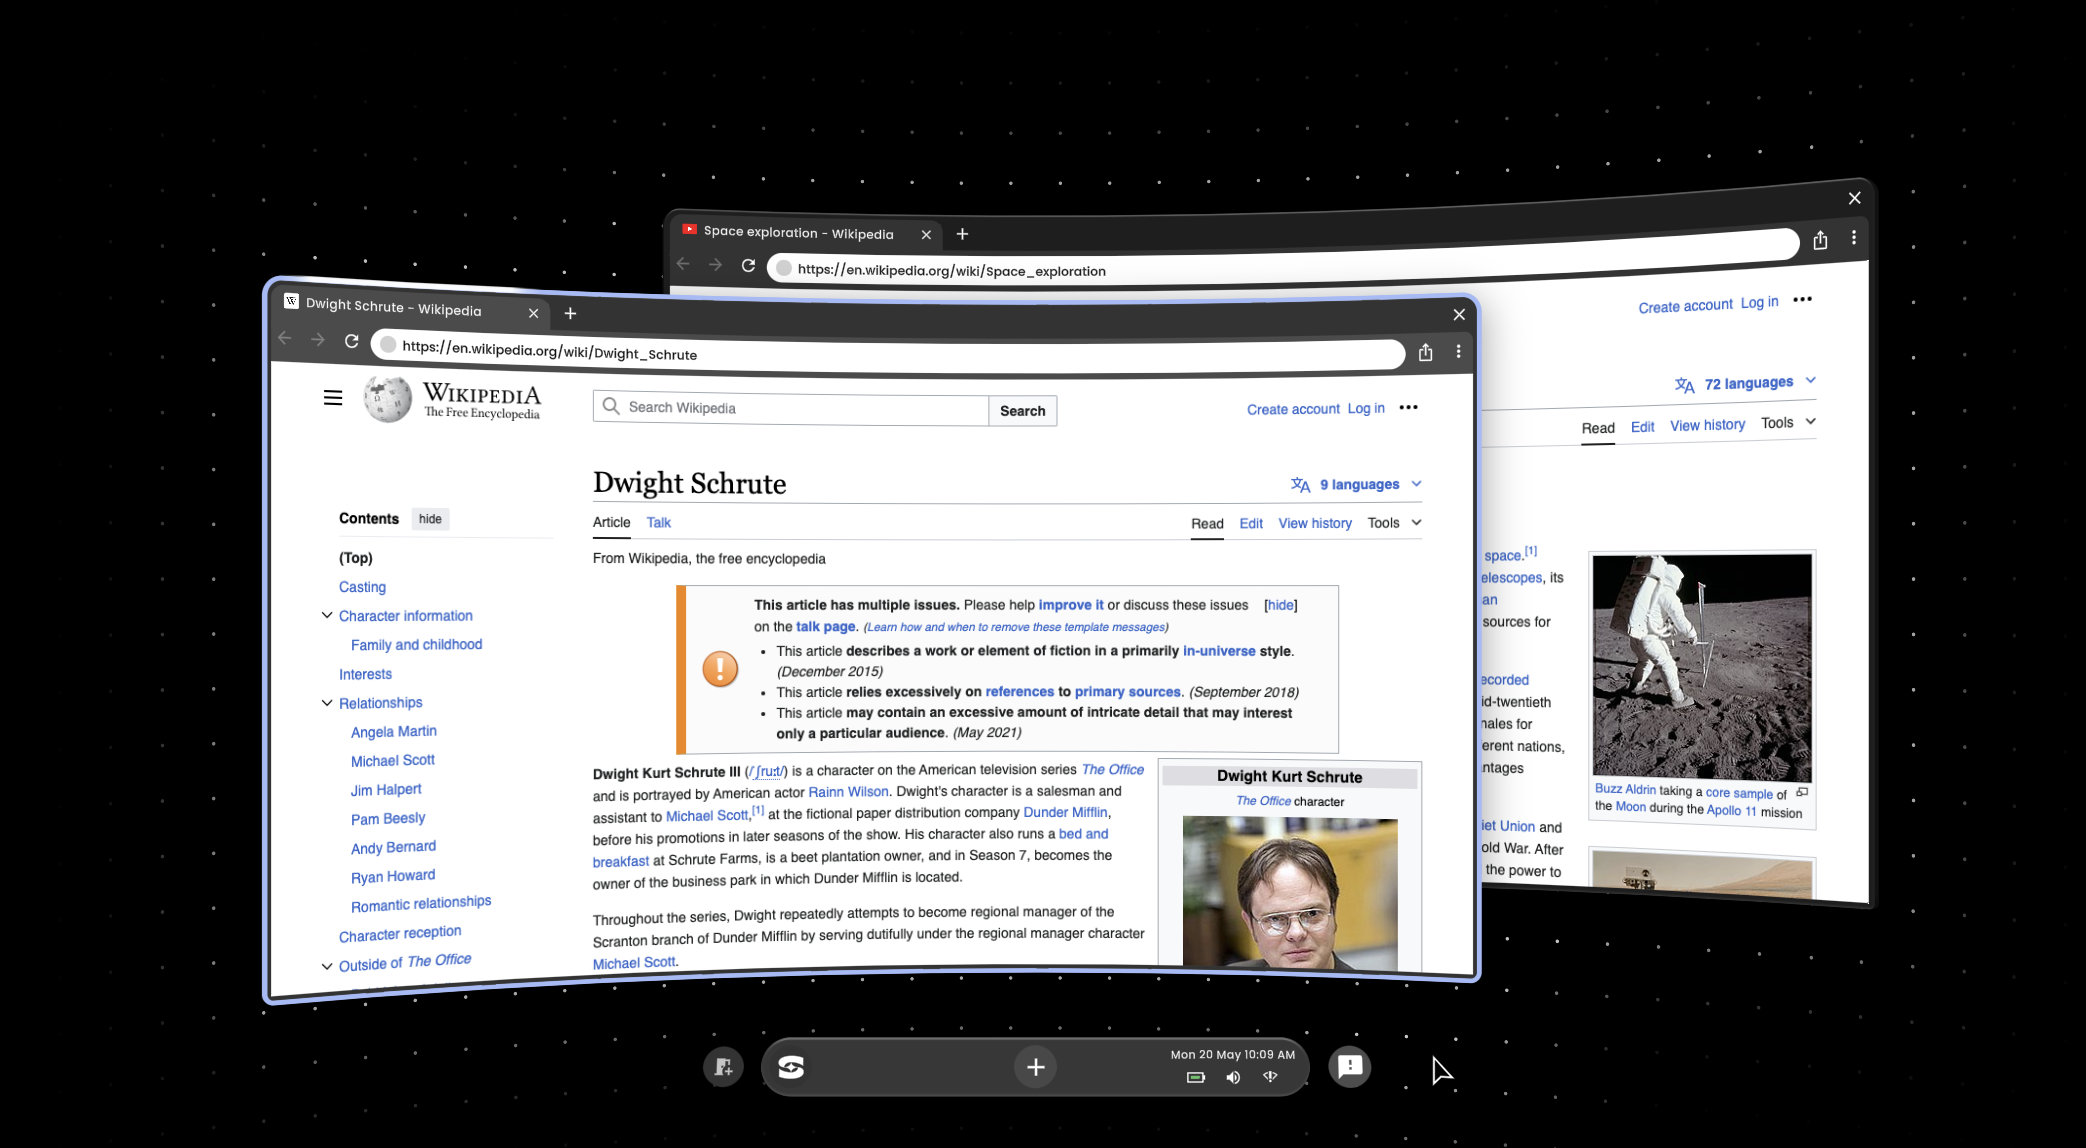 Space exploration - Wikipedia
https://en.wikipedia.org/wiki/Space_exploration
Create account Log in
72 languages
Read Edit View history Tools
space.[1]
elescopes, its
an
sources for
ecorded
id-twentieth
nales for
erent nations,
antages
iet Union and
old War. After
the power to
Buzz Aldrin taking a core sample of
the Moon during the Apollo 11 mission
Dwight Schrute - Wikipedia
https://en.wikipedia.org/wiki/Dwight_Schrute
WIKIPEDIA
The Free Encyclopedia
Search Wikipedia
Search
Create account Log in
Contents hide
(Top)
Casting
Character information
Family and childhood
Interests
Relationships
Angela Martin
Michael Scott
Jim Halpert
Pam Beesly
Andy Bernard
Ryan Howard
Romantic relationships
Character reception
Outside of The Office
Dwight Schrute
9 languages
Article Talk
Read Edit View history Tools
From Wikipedia, the free encyclopedia
This article has multiple issues. Please help improve it or discuss these issues [hide]
on the talk page. (Learn how and when to remove these template messages)
• This article describes a work or element of fiction in a primarily in-universe style.
(December 2015)
• This article relies excessively on references to primary sources. (September 2018)
• This article may contain an excessive amount of intricate detail that may interest
only a particular audience. (May 2021)
Dwight Kurt Schrute III (/ˈʃruːt/) is a character on the American television series The Office
and is portrayed by American actor Rainn Wilson. Dwight's character is a salesman and
assistant to Michael Scott,[1] at the fictional paper distribution company Dunder Mifflin,
before his promotions in later seasons of the show. His character also runs a bed and
breakfast at Schrute Farms, is a beet plantation owner, and in Season 7, becomes the
owner of the business park in which Dunder Mifflin is located.
Throughout the series, Dwight repeatedly attempts to become regional manager of the
Scranton branch of Dunder Mifflin by serving dutifully under the regional manager character
Michael Scott.
Dwight Kurt Schrute
The Office character
Mon 20 May 10:09 AM